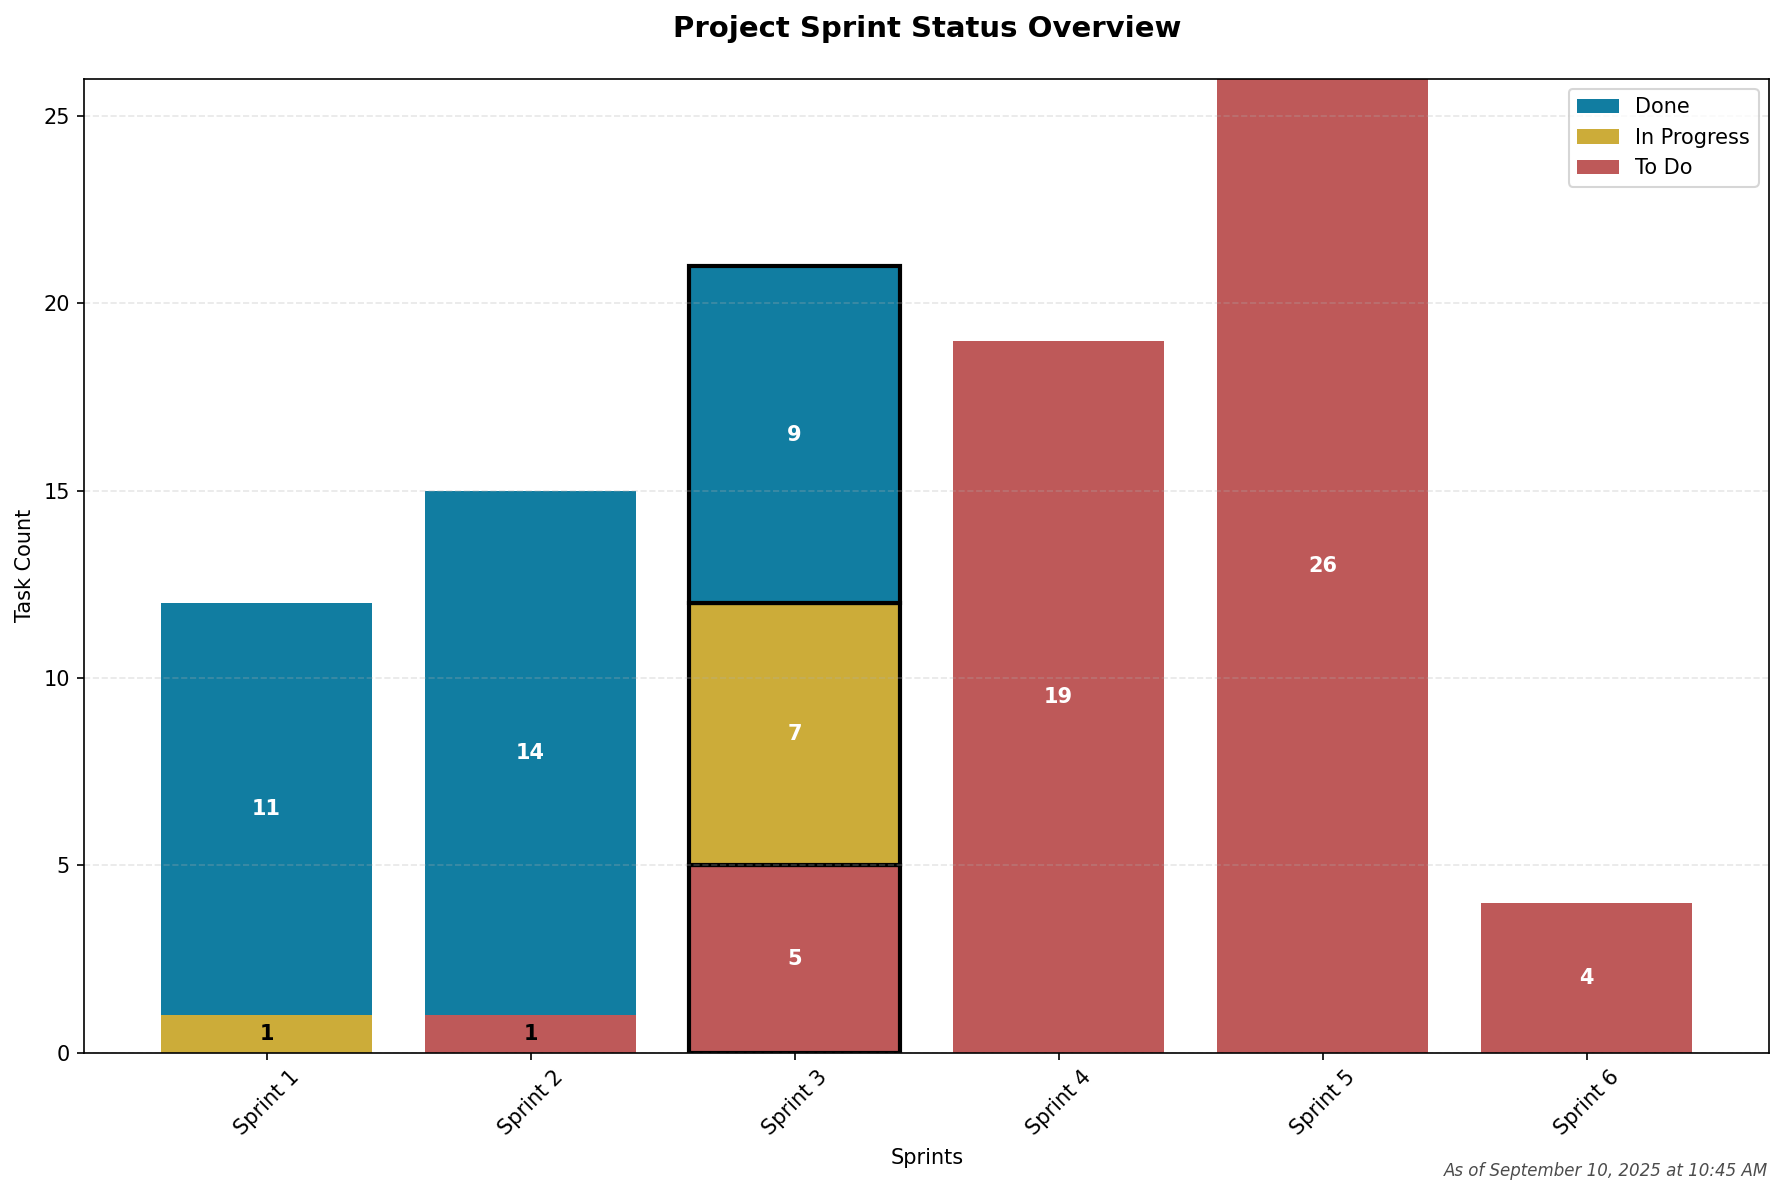 Project Sprint Status Overview
25
20
15
10
5
0
Task Count
Done
In Progress
To Do
11
1
14
1
9
7
5
19
26
4
Sprint 1
Sprint 2
Sprint 3
Sprint 4
Sprint 5
Sprint 6
Sprints
As of September 10, 2025 at 10:45 AM